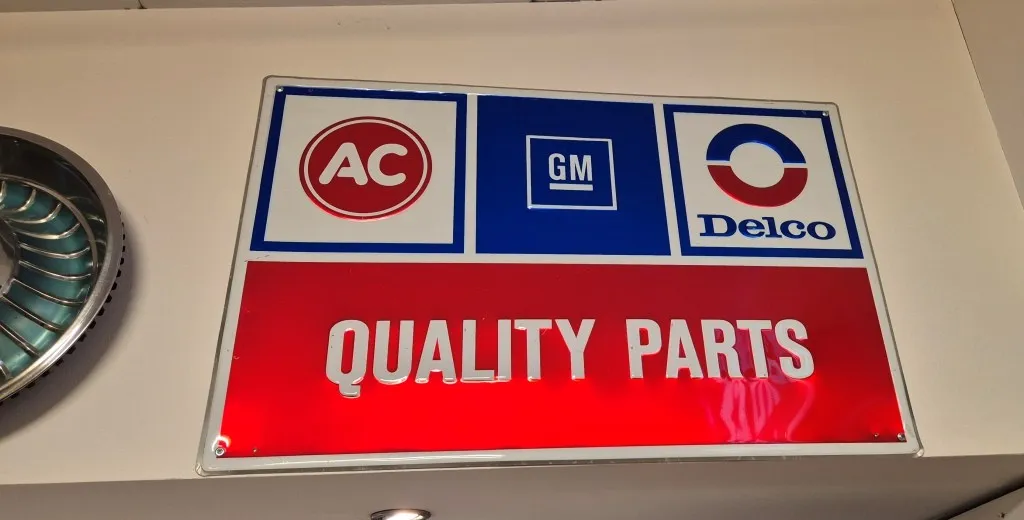 AC
GM
Delco
QUALITY PARTS